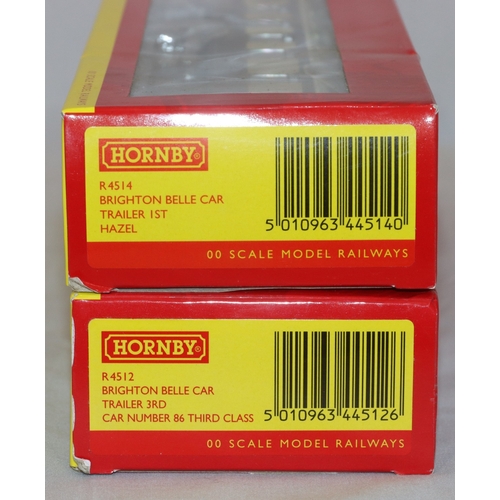 HORNBY®
R4514
BRIGHTON BELLE CAR
TRAILER 1ST
HAZEL
5 010963 445140
00 SCALE MODEL RAILWAYS
HORNBY®
R4512
BRIGHTON BELLE CAR
TRAILER 3RD
CAR NUMBER 86 THIRD CLASS
5 010963 445126
00 SCALE MODEL RAILWAYS